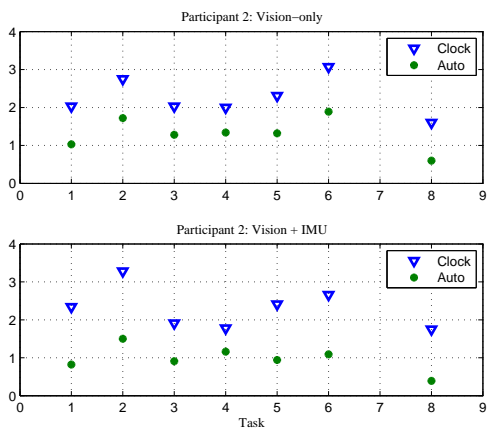 Participant 2: Vision−only
4
3
2
1
0
Clock
Auto
0 1 2 3 4 5 6 7 8 9
Participant 2: Vision + IMU
4
3
2
1
0
Clock
Auto
0 1 2 3 4 5 6 7 8 9
Task